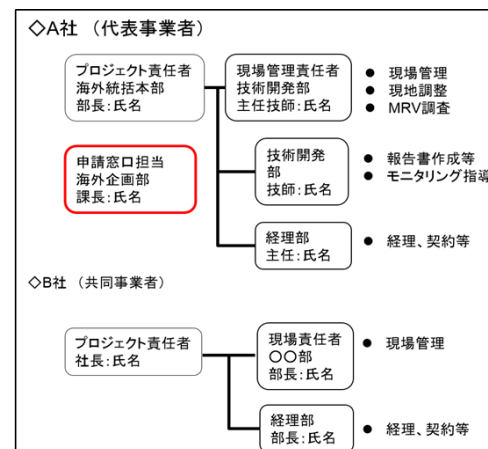 ◇A社 （代表事業者）
プロジェクト責任者
海外統括本部
部長：氏名
現場管理責任者
技術開発部
主任技師：氏名
● 現場管理
● 現地調整
● MRV調査
申請窓口担当
海外企画部
課長：氏名
技術開発
部
技師：氏名
● 報告書作成等
● モニタリング指導
経理部
主任：氏名
● 経理、契約等
◇B社 （共同事業者）
プロジェクト責任者
社長：氏名
現場責任者
〇〇部
部長：氏名
● 現場管理
経理部
部長：氏名
● 経理、契約等